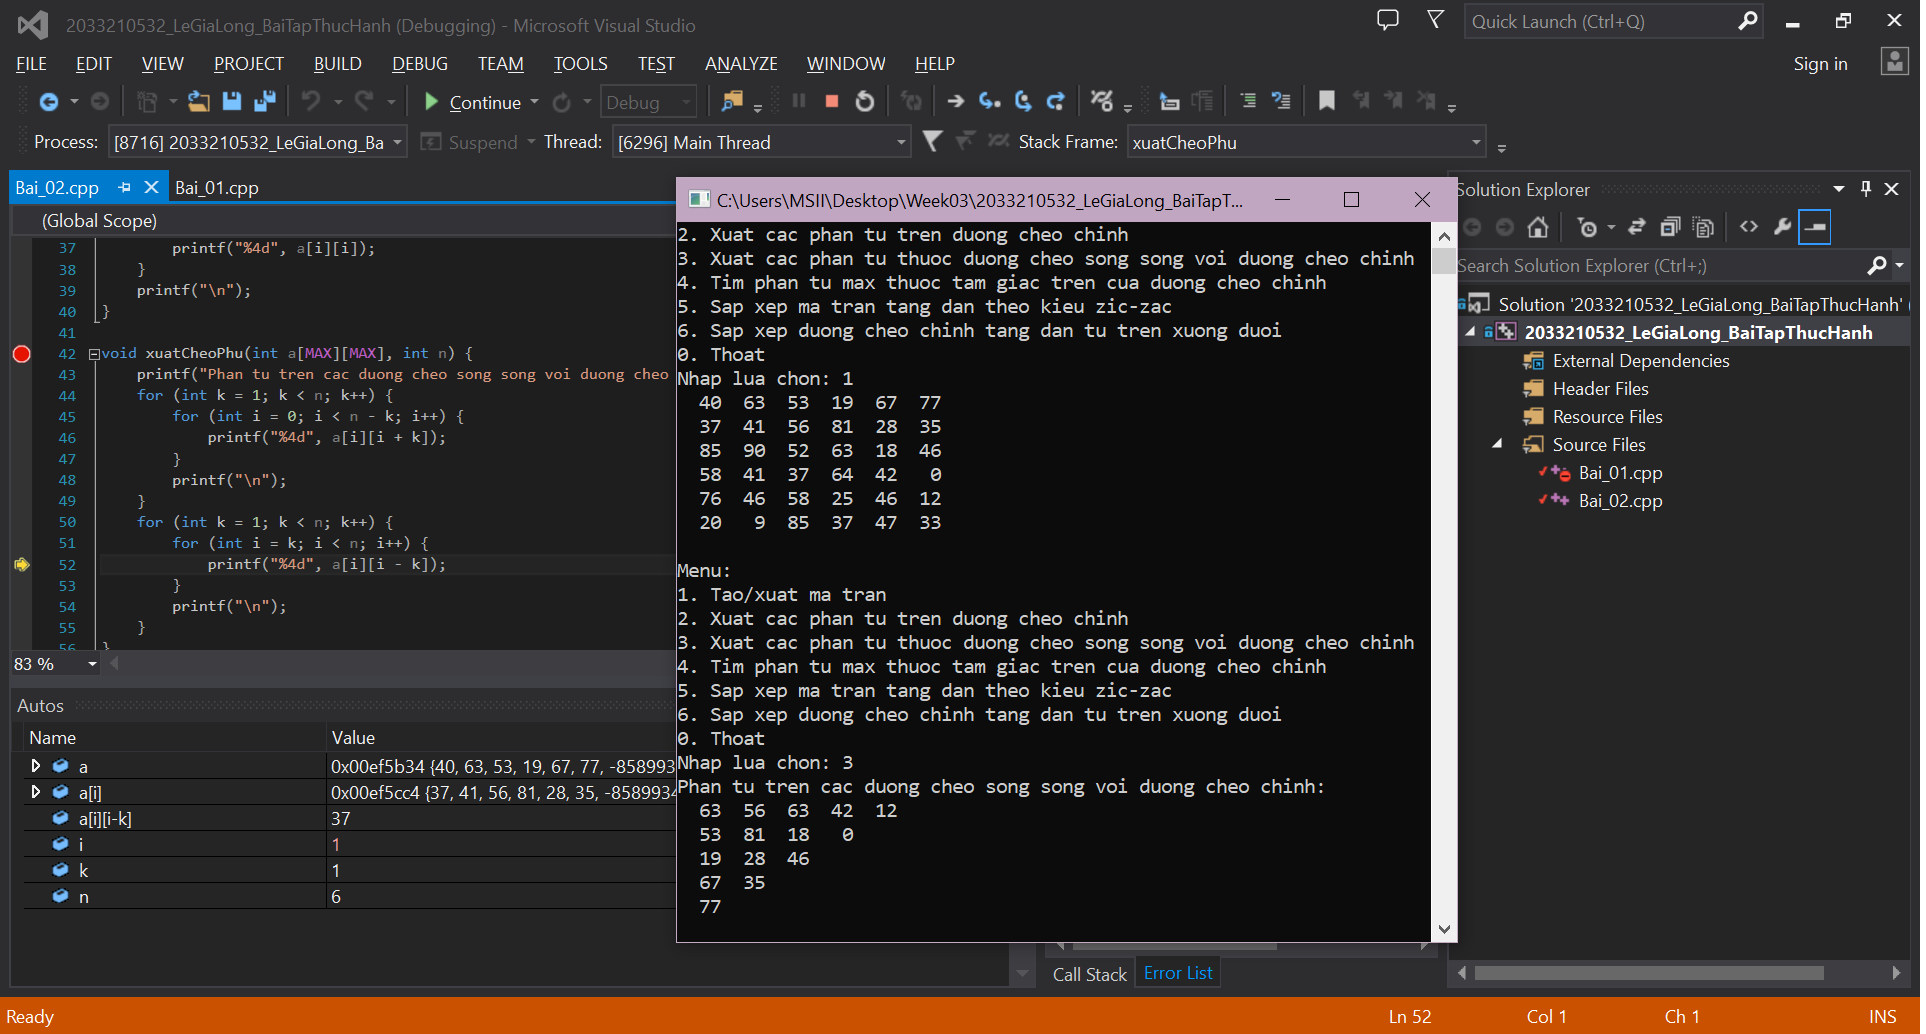 2033210532_LeGiaLong_BaiTapThucHanh (Debugging) - Microsoft Visual Studio
Quick Launch (Ctrl+Q)
FILE EDIT VIEW PROJECT BUILD DEBUG TEAM TOOLS TEST ANALYZE WINDOW HELP
Sign in
Continue Debug
Process: [8716] 2033210532_LeGiaLong_Ba Suspend Thread: [6296] Main Thread Stack Frame: xuatCheoPhu
Bai_02.cpp Bai_01.cpp
(Global Scope)
37 printf("%4d", a[i][i]);
38 }
39 printf("\n");
40 }
41
42 void xuatCheoPhu(int a[MAX][MAX], int n) {
43 printf("Phan tu tren cac duong cheo song song voi duong cheo
44 for (int k = 1; k < n; k++) {
45 for (int i = 0; i < n - k; i++) {
46 printf("%4d", a[i][i + k]);
47 }
48 printf("\n");
49 }
50 for (int k = 1; k < n; k++) {
51 for (int i = k; i < n; i++) {
52 printf("%4d", a[i][i - k]);
53 }
54 printf("\n");
55 }
56 }
83 %
Autos
Name Value
a 0x00ef5b34 {40, 63, 53, 19, 67, 77, -858993
a[i] 0x00ef5cc4 {37, 41, 56, 81, 28, 35, -8589934
a[i][i-k] 37
i 1
k 1
n 6
C:\Users\MSII\Desktop\Week03\2033210532_LeGiaLong_BaiTapT...
2. Xuat cac phan tu tren duong cheo chinh
3. Xuat cac phan tu thuoc duong cheo song song voi duong cheo chinh
4. Tim phan tu max thuoc tam giac tren cua duong cheo chinh
5. Sap xep ma tran tang dan theo kieu zic-zac
6. Sap xep duong cheo chinh tang dan tu tren xuong duoi
0. Thoat
Nhap lua chon: 1
40 63 53 19 67 77
37 41 56 81 28 35
85 90 52 63 18 46
58 41 37 64 42 0
76 46 58 25 46 12
20 9 85 37 47 33
Menu:
1. Tao/xuat ma tran
2. Xuat cac phan tu tren duong cheo chinh
3. Xuat cac phan tu thuoc duong cheo song song voi duong cheo chinh
4. Tim phan tu max thuoc tam giac tren cua duong cheo chinh
5. Sap xep ma tran tang dan theo kieu zic-zac
6. Sap xep duong cheo chinh tang dan tu tren xuong duoi
0. Thoat
Nhap lua chon: 3
Phan tu tren cac duong cheo song song voi duong cheo chinh:
63 56 63 42 12
53 81 18 0
19 28 46
67 35
77
Solution Explorer
Search Solution Explorer (Ctrl+;)
Solution '2033210532_LeGiaLong_BaiTapThucHanh' (
2033210532_LeGiaLong_BaiTapThucHanh
External Dependencies
Header Files
Resource Files
Source Files
Bai_01.cpp
Bai_02.cpp
Call Stack Error List
Ready Ln 52 Col 1 Ch 1 INS